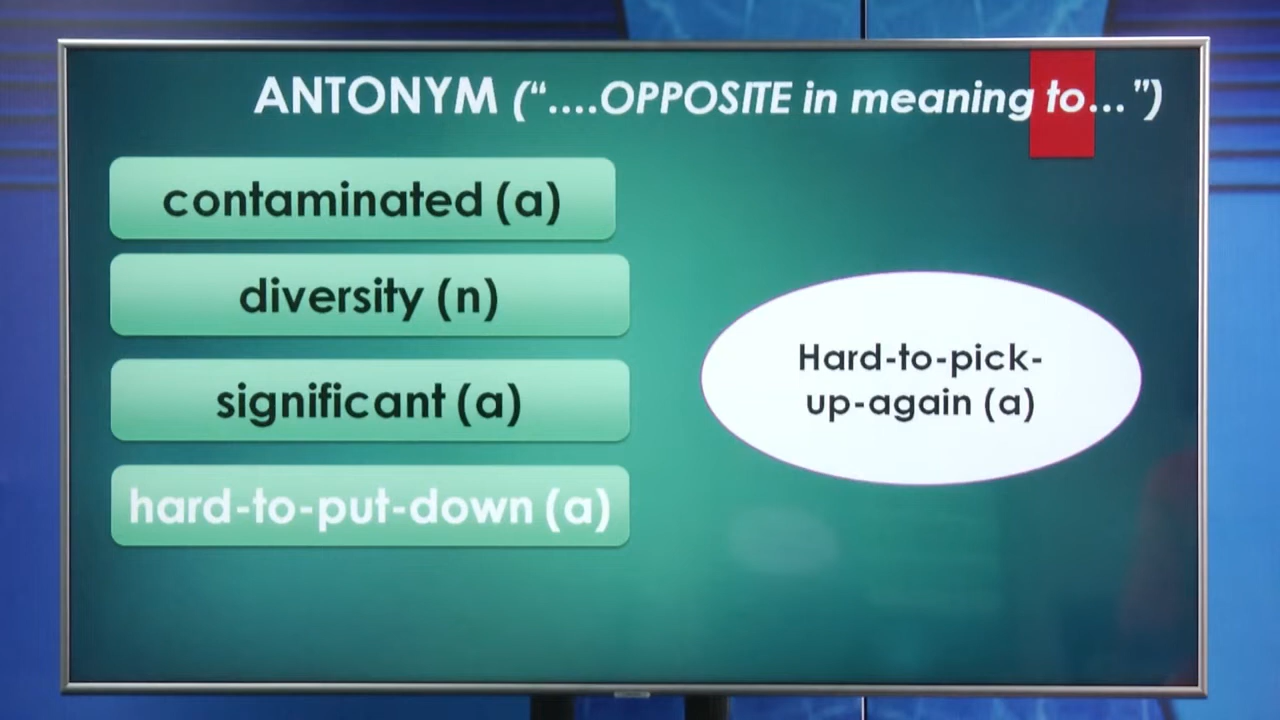 ANTONYM (“....OPPOSITE in meaning to...”)
contaminated (a)
diversity (n)
significant (a)
hard-to-put-down (a)
Hard-to-pick-
up-again (a)